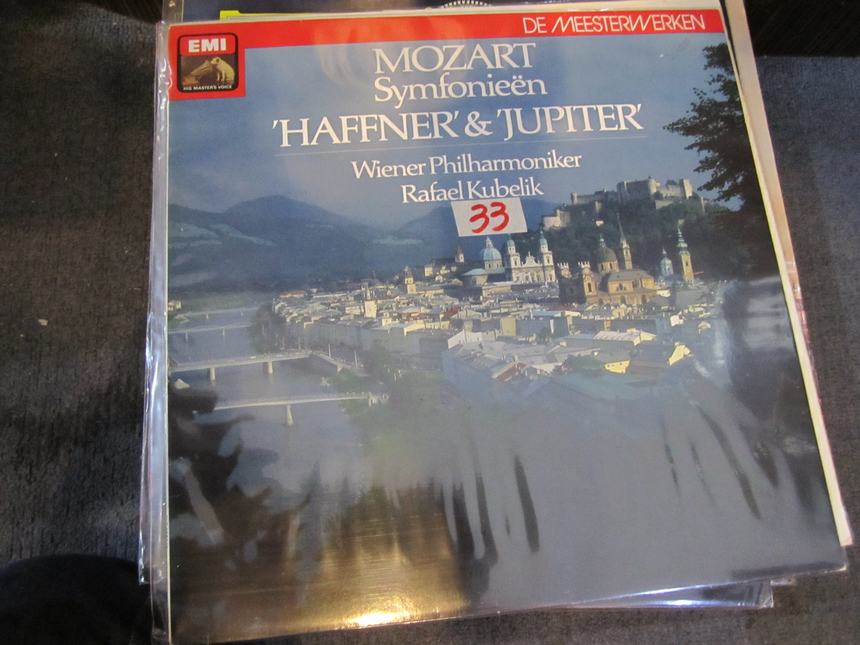 DE MEESTERWERKEN
EMI
HIS MASTER'S VOICE
MOZART
Symfonieën
'HAFFNER' & 'JUPITER'
Wiener Philharmoniker
Rafael Kubelik
33